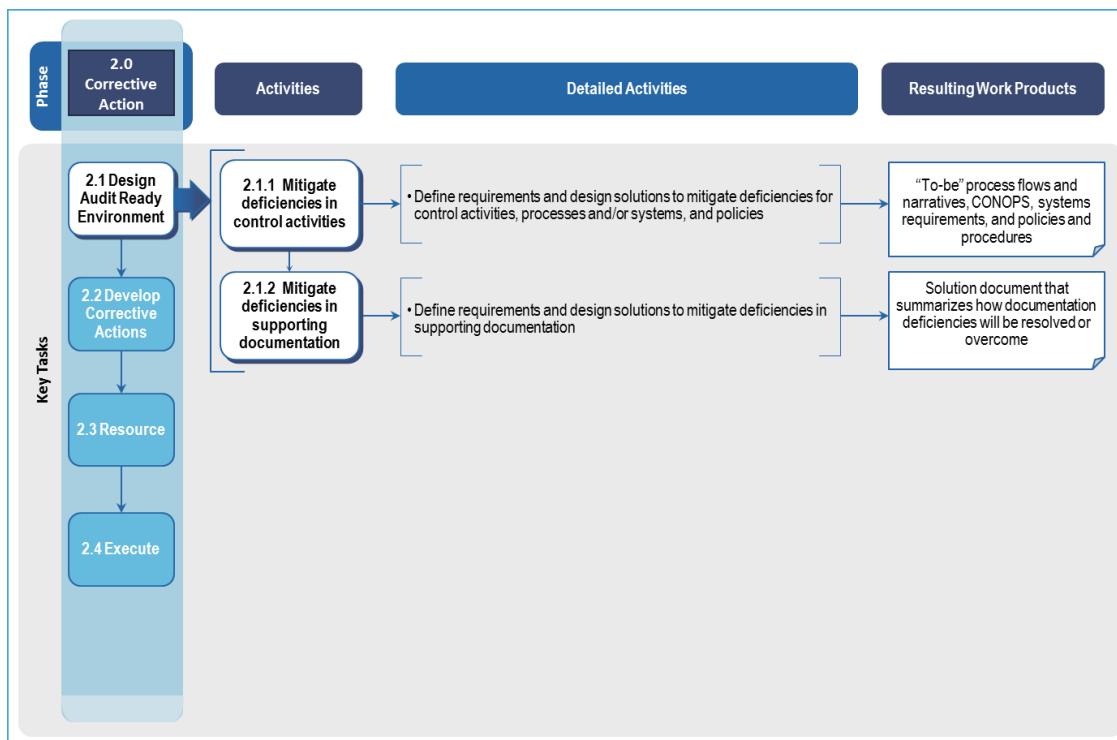 Phase
2.0
Corrective
Action
Activities
Detailed Activities
Resulting Work Products
Key Tasks
2.1 Design
Audit Ready
Environment
2.1.1 Mitigate
deficiencies in
control activities
• Define requirements and design solutions to mitigate deficiencies for
control activities, processes and/or systems, and policies
“To-be” process flows and
narratives, CONOPS, systems
requirements, and policies and
procedures
2.2 Develop
Corrective
Actions
2.1.2 Mitigate
deficiencies in
supporting
documentation
• Define requirements and design solutions to mitigate deficiencies in
supporting documentation
Solution document that
summarizes how documentation
deficiencies will be resolved or
overcome
2.3 Resource
2.4 Execute